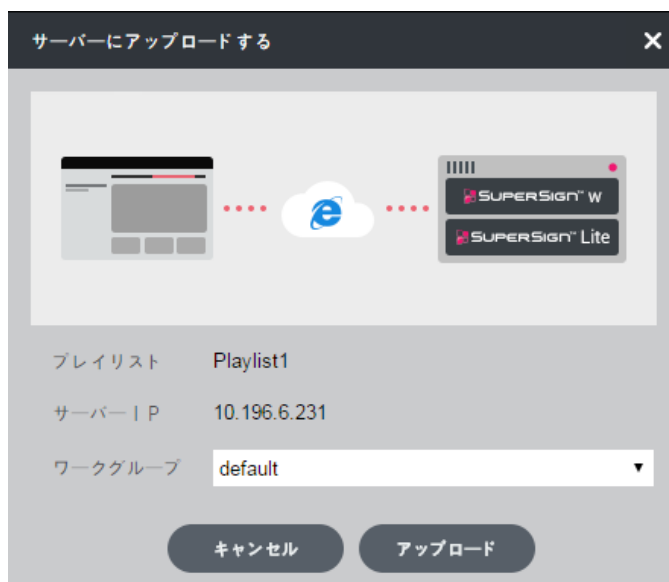 サーバーにアップロードする
SUPERSIGN™ W
SUPERSIGN™ Lite
プレイリスト Playlist1
サーバーIP 10.196.6.231
ワークグループ default
キャンセル アップロード